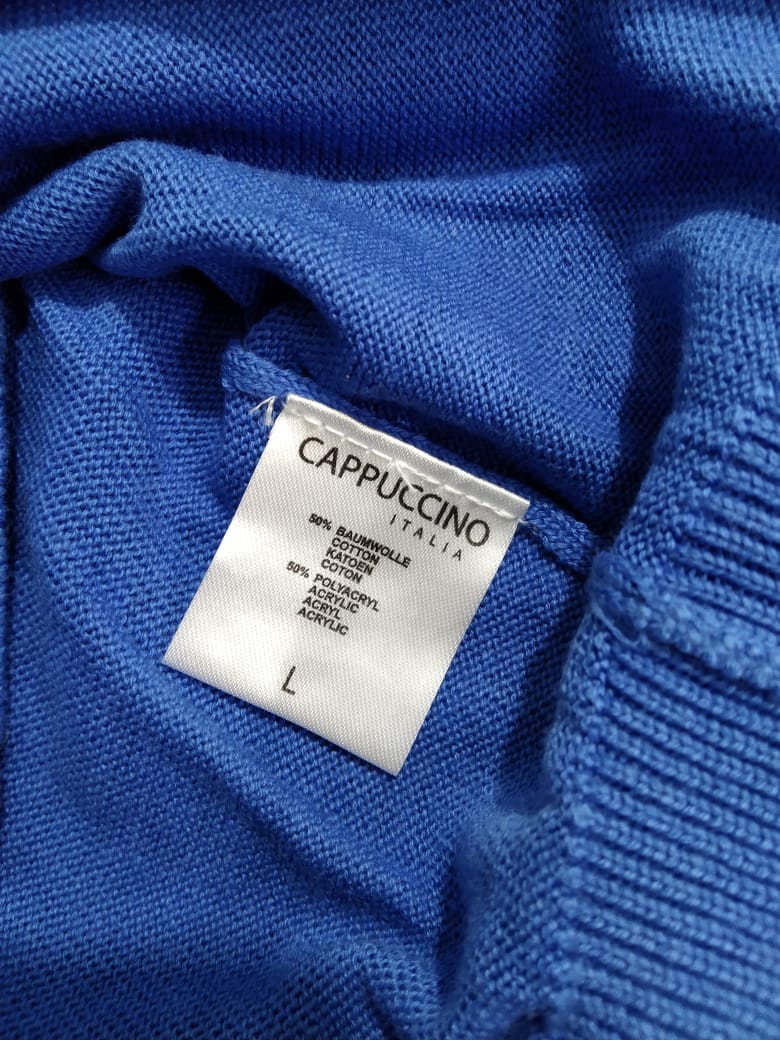 CAPPUCCINO
ITALIA
50% BAUMWOLLE
COTTON
KATOEN
COTON
50% POLYACRYL
ACRYLIC
ACRYL
ACRYLIC
L